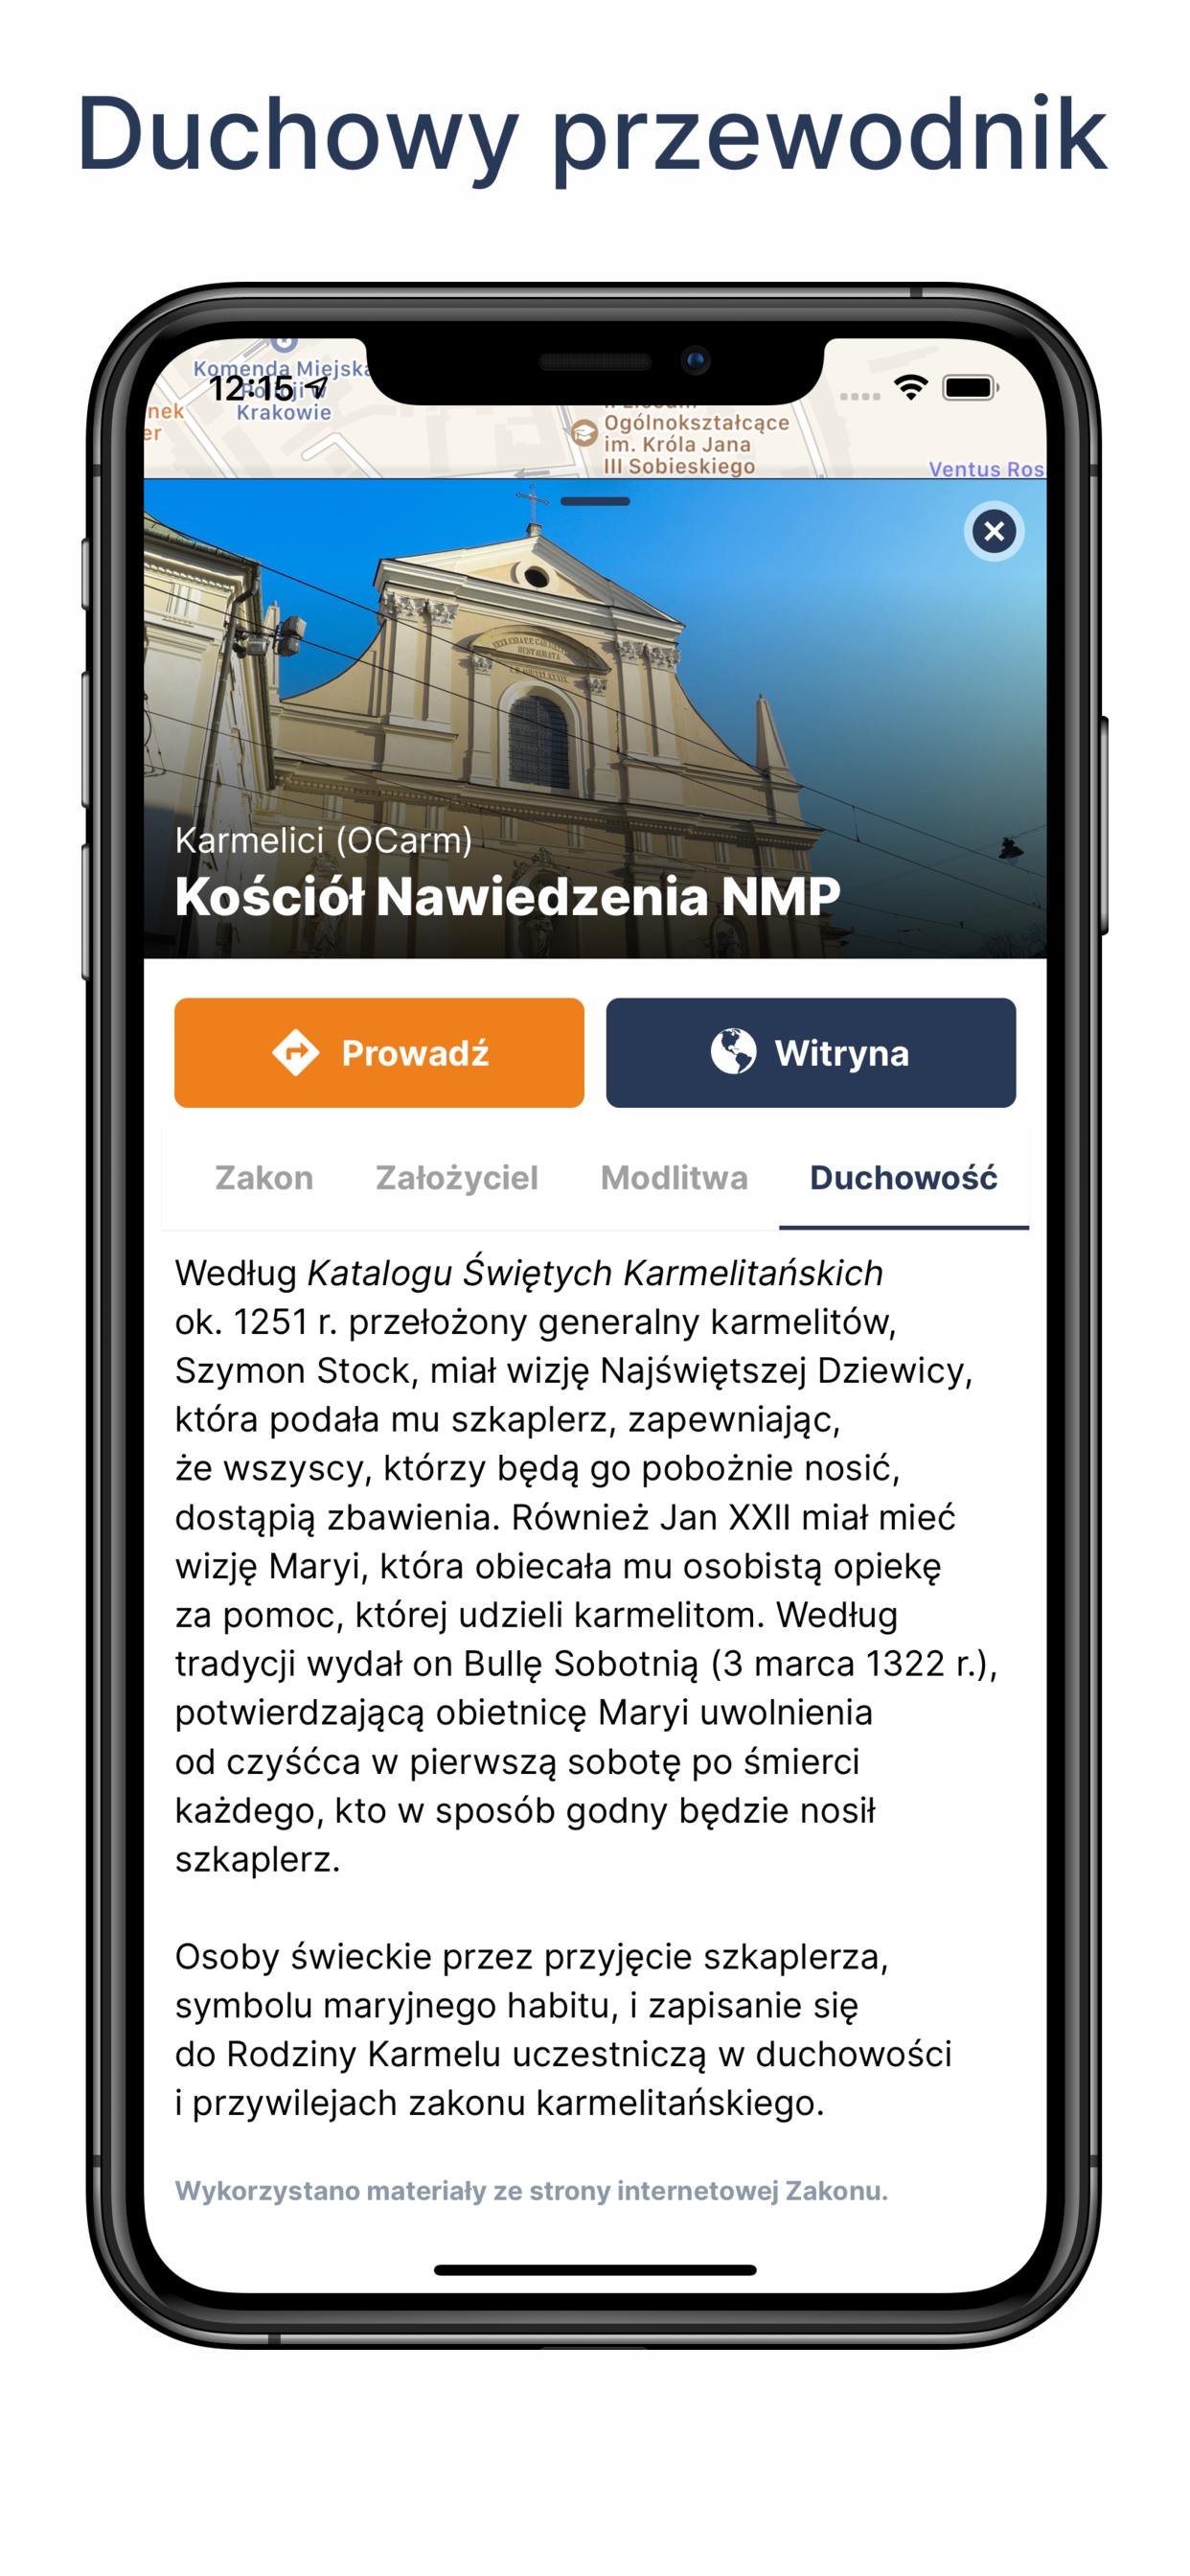 Duchowy przewodnik
Komenda Miejska
12:15
Policji w
Krakowie
nek
er
Ogólnokształcące
im. Króla Jana
III Sobieskiego
Ventus Ros
Karmelici (OCarm)
Kościół Nawiedzenia NMP
Prowadź
Witryna
Zakon Założyciel Modlitwa Duchowość
Według Katalogu Świętych Karmelitańskich
ok. 1251 r. przełożony generalny karmelitów,
Szymon Stock, miał wizję Najświętszej Dziewicy,
która podała mu szkaplerz, zapewniając,
że wszyscy, którzy będą go pobożnie nosić,
dostąpią zbawienia. Również Jan XXII miał mieć
wizję Maryi, która obiecała mu osobistą opiekę
za pomoc, której udzieli karmelitom. Według
tradycji wydał on Bullę Sobotnią (3 marca 1322 r.),
potwierdzającą obietnicę Maryi uwolnienia
od czyśćca w pierwszą sobotę po śmierci
każdego, kto w sposób godny będzie nosił
szkaplerz.
Osoby świeckie przez przyjęcie szkaplerza,
symbolu maryjnego habitu, i zapisanie się
do Rodziny Karmelu uczestniczą w duchowości
i przywilejach zakonu karmelitańskiego.
Wykorzystano materiały ze strony internetowej Zakonu.